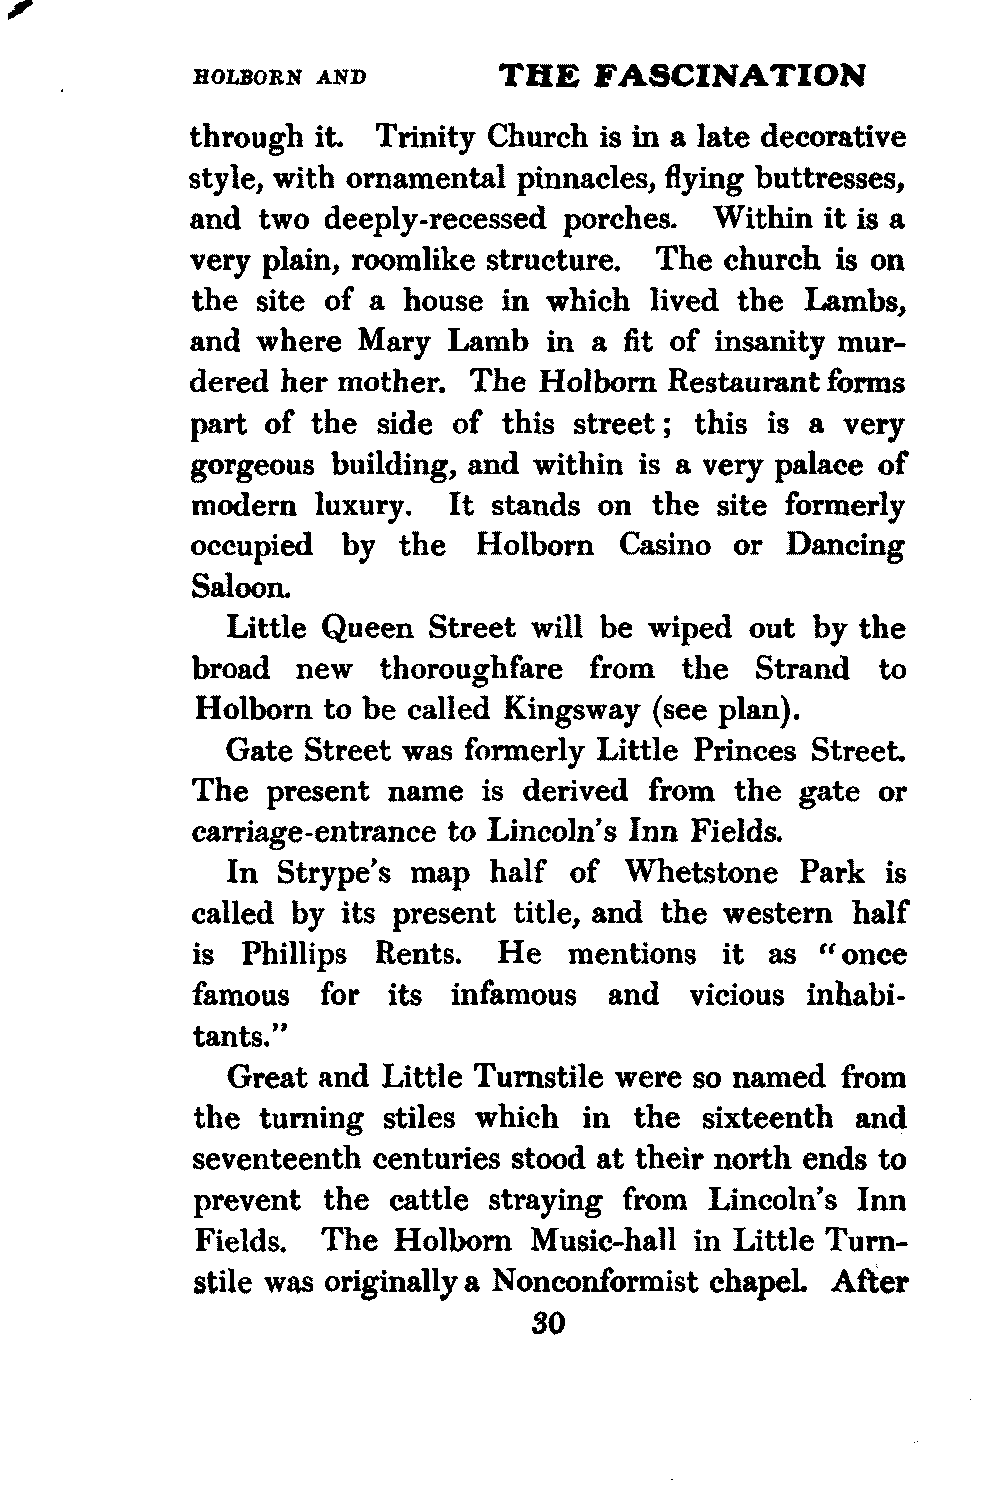 HOLBORN AND THE FASCINATION
through it. Trinity Church is in a late decorative
style, with ornamental pinnacles, flying buttresses,
and two deeply-recessed porches. Within it is a
very plain, roomlike structure. The church is on
the site of a house in which lived the Lambs,
and where Mary Lamb in a fit of insanity mur-
dered her mother. The Holborn Restaurant forms
part of the side of this street; this is a very
gorgeous building, and within is a very palace of
modern luxury. It stands on the site formerly
occupied by the Holborn Casino or Dancing
Saloon.
Little Queen Street will be wiped out by the
broad new thoroughfare from the Strand to
Holborn to be called Kingsway (see plan).
Gate Street was formerly Little Princes Street.
The present name is derived from the gate or
carriage-entrance to Lincoln's Inn Fields.
In Strype's map half of Whetstone Park is
called by its present title, and the western half
is Phillips Rents. He mentions it as "once
famous for its infamous and vicious inhabi-
tants."
Great and Little Turnstile were so named from
the turning stiles which in the sixteenth and
seventeenth centuries stood at their north ends to
prevent the cattle straying from Lincoln's Inn
Fields. The Holborn Music-hall in Little Turn-
stile was originally a Nonconformist chapel. After
30